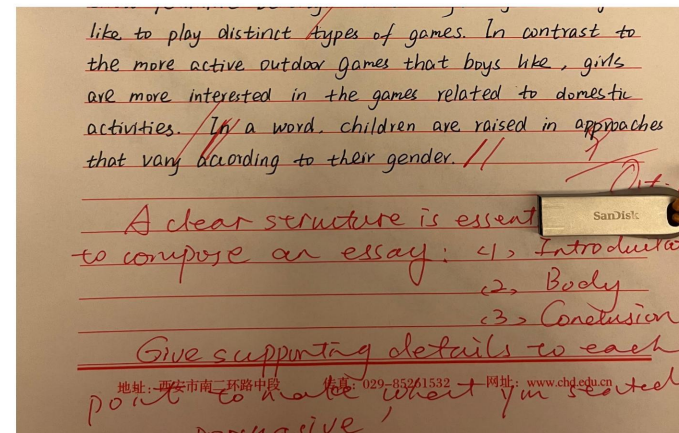 like to play distinct types of games. In contrast to
the more active outdoor games that boys like, girls
are more interested in the games related to domestic
activities. In a word, children are raised in approaches
that vary according to their gender.
SanDisk
A clear structure is essent
to compose an essay: (1) Introduct
(2) Body
(3) Conclusion
Give supporting details to each
地址:西安市南二环路中段 传真:029-85261532 网址:www.chd.edu.cn
point to make what you stated